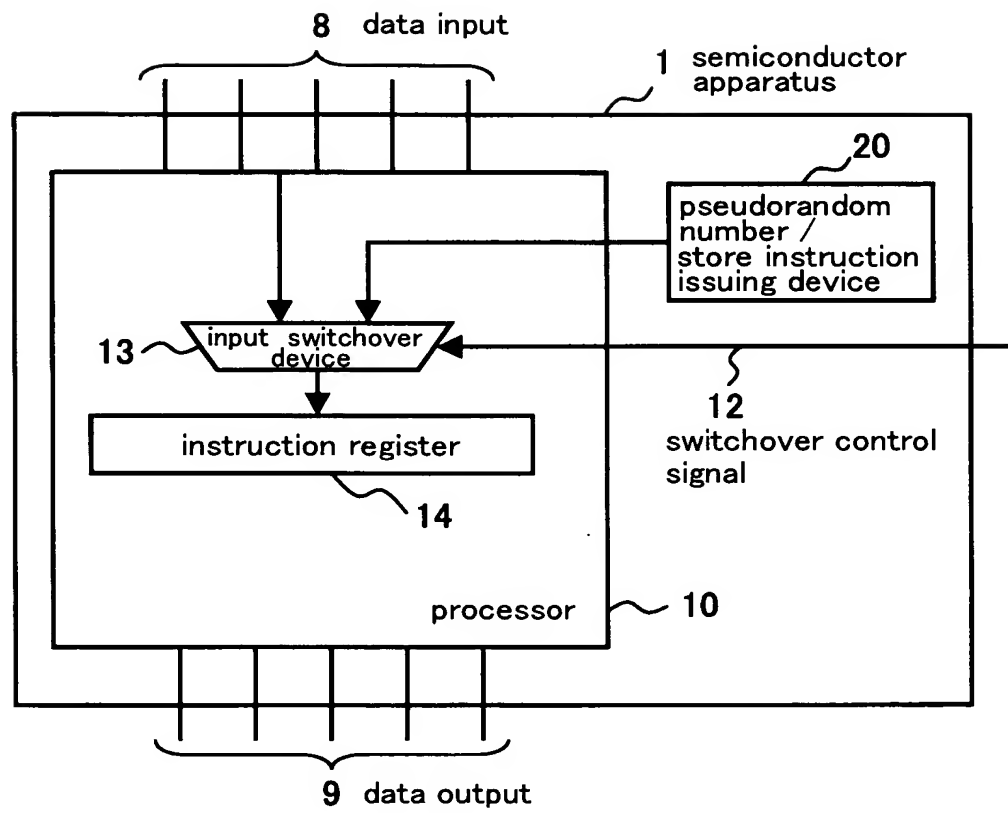 8 data input
1 semiconductor
apparatus
20
pseudorandom
number /
store instruction
issuing device
13
input switchover
device
12
switchover control
signal
instruction register
14
processor
10
9 data output